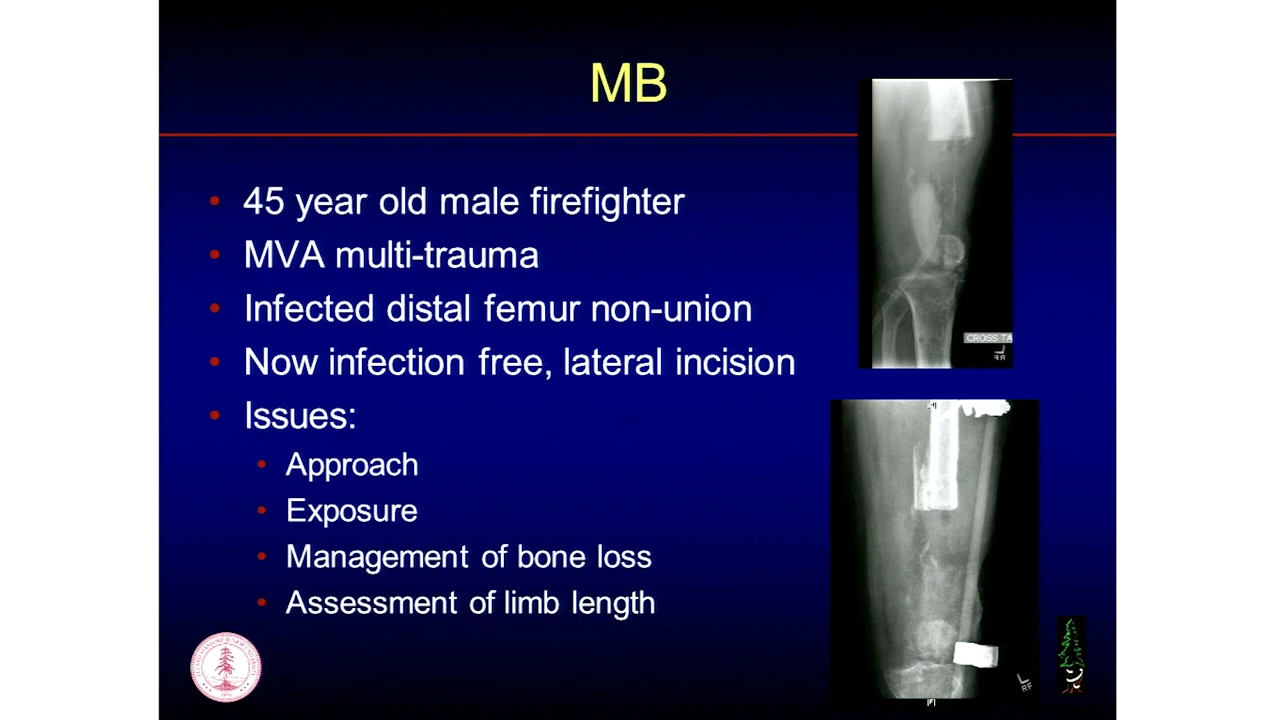 MB
45 year old male firefighter
MVA multi-trauma
Infected distal femur non-union
Now infection free, lateral incision
Issues:
Approach
Exposure
Management of bone loss
Assessment of limb length
CROSS TA
L
RF